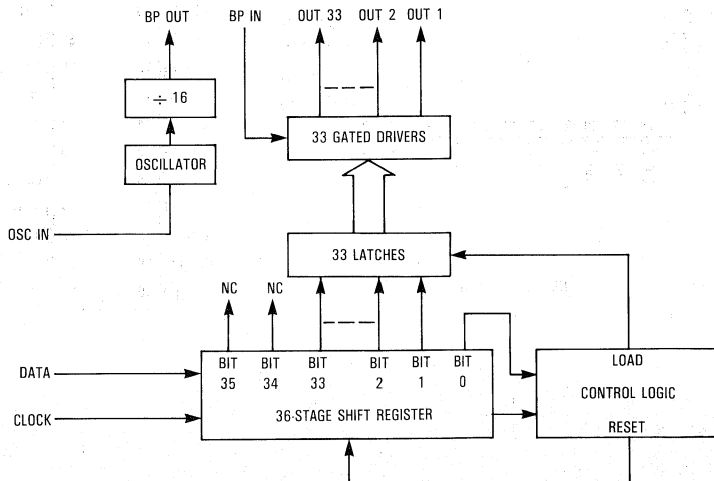 BP OUT BP IN OUT 33 OUT 2 OUT 1
÷ 16
33 GATED DRIVERS
OSCILLATOR
OSC IN
33 LATCHES
NC NC
BIT 35 BIT 34 BIT 33 BIT 2 BIT 1 BIT 0
LOAD
DATA
CONTROL LOGIC
36-STAGE SHIFT REGISTER
CLOCK
RESET